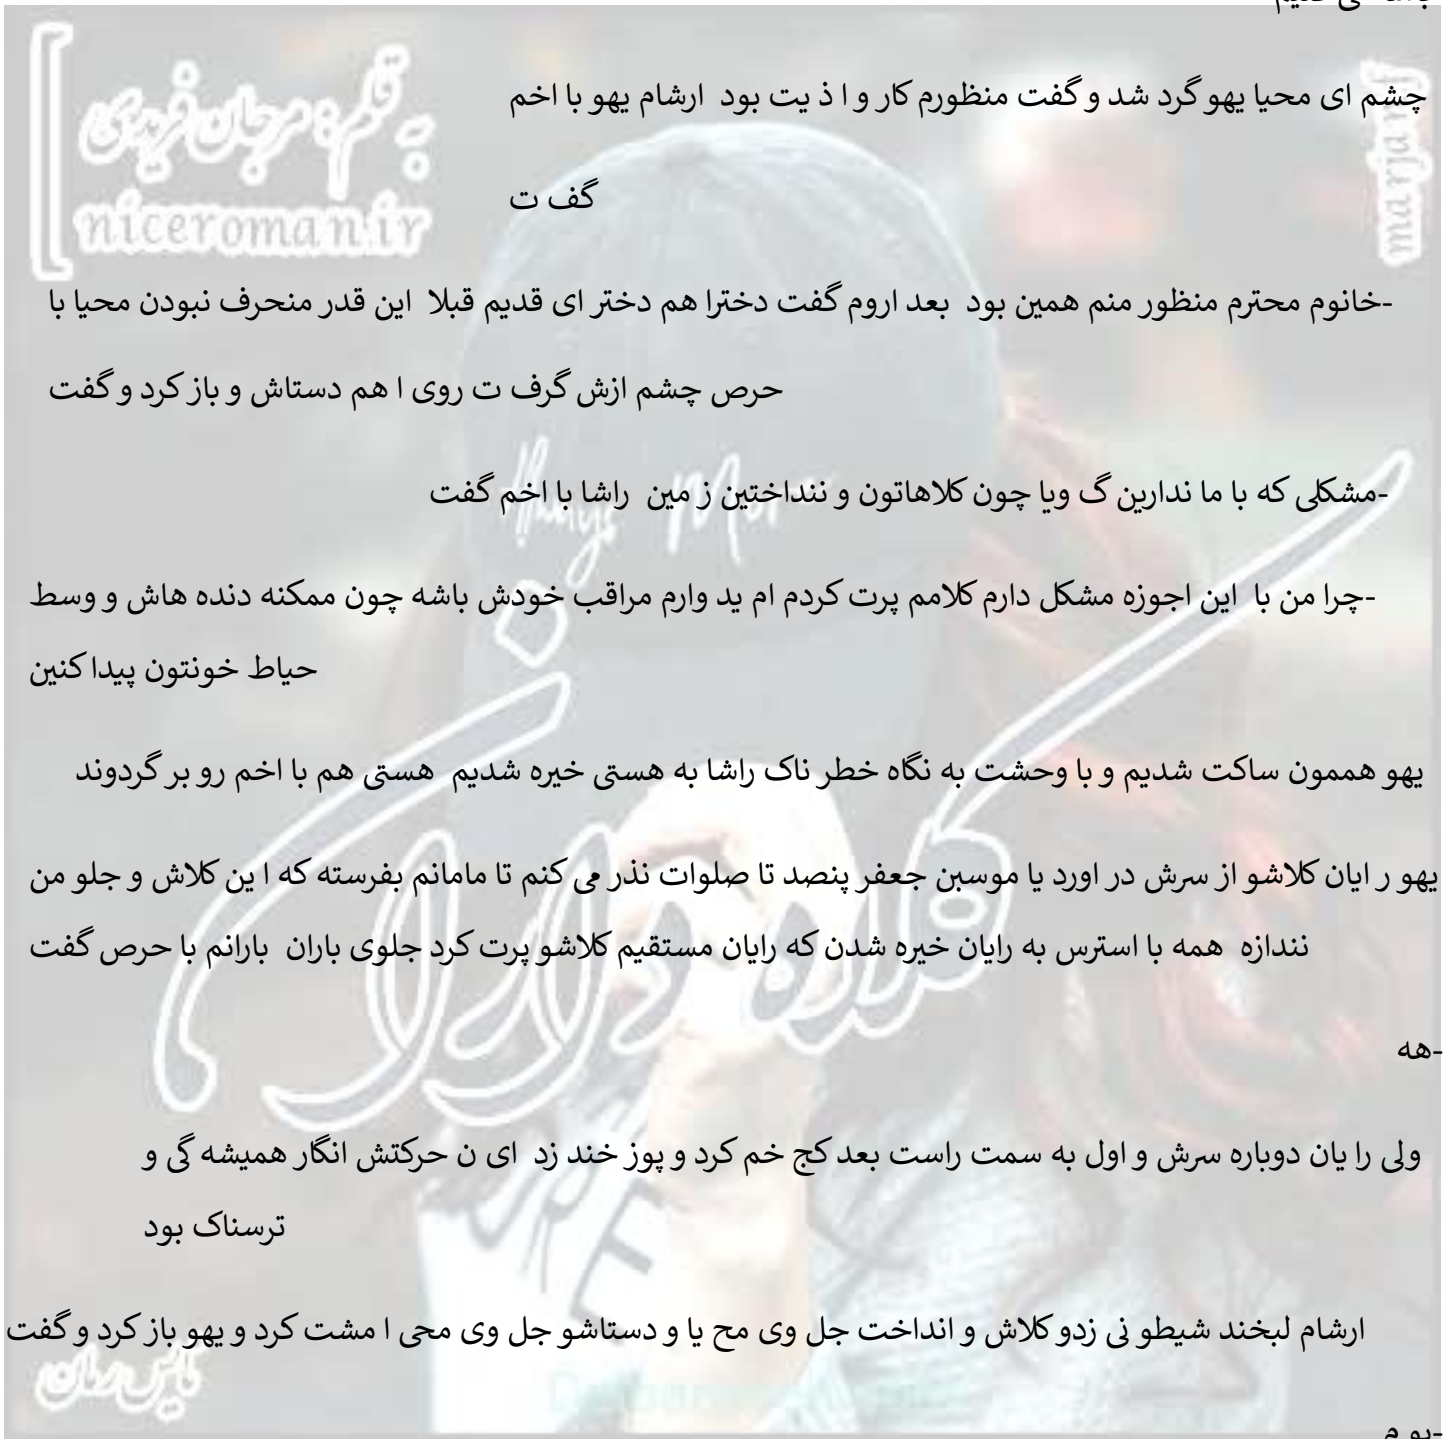 به قلم: مرجان فریدی
niceroman.ir
چشم ای محیا یهو گرد شد و گفت منظورم کار و ا ذ یت بود ارشام یهو با اخم
گف ت
-خانوم محترم منظور منم همین بود بعد اروم گفت دخترا هم دختر ای قدیم قبلا این قدر منحرف نبودن محیا با
حرص چشم ازش گرف ت روی ا هم دستاش و باز کرد و گفت
-مشکلی که با ما ندارین گ ویا چون کلاهاتون و ننداختین ز مین راشا با اخم گفت
-چرا من با این اجوزه مشکل دارم کلامم پرت کردم ام ید وارم مراقب خودش باشه چون ممکنه دنده هاش و وسط
حیاط خونتون پیدا کنین
یهو هممون ساکت شدیم و با وحشت به نگاه خطر ناک راشا به هستی خیره شدیم هستی هم با اخم رو بر گردوند
یهو ر ایان کلاشو از سرش در اورد یا موسبن جعفر پنصد تا صلوات نذر می کنم تا مامانم بفرسته که ا ین کلاش و جلو من
نندازه همه با استرس به رایان خیره شدن که رایان مستقیم کلاشو پرت کرد جلوی باران بارانم با حرص گفت
-هه
ولی را یان دوباره سرش و اول به سمت راست بعد کج خم کرد و پوز خند زد ای ن حرکتش انگار همیشه گی و
ترسناک بود
ارشام لبخند شیطو نی زدو کلاش و انداخت جل وی مح یا و دستاشو جل وی محی ا مشت کرد و یهو باز کرد و گفت
کلاه داران
نایس رمان